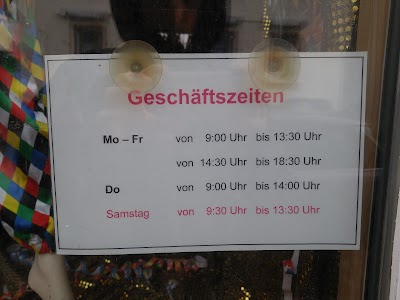 Geschäftszeiten
Mo – Fr von 9:00 Uhr bis 13:30 Uhr
von 14:30 Uhr bis 18:30 Uhr
Do von 9:00 Uhr bis 14:00 Uhr
Samstag von 9:30 Uhr bis 13:30 Uhr